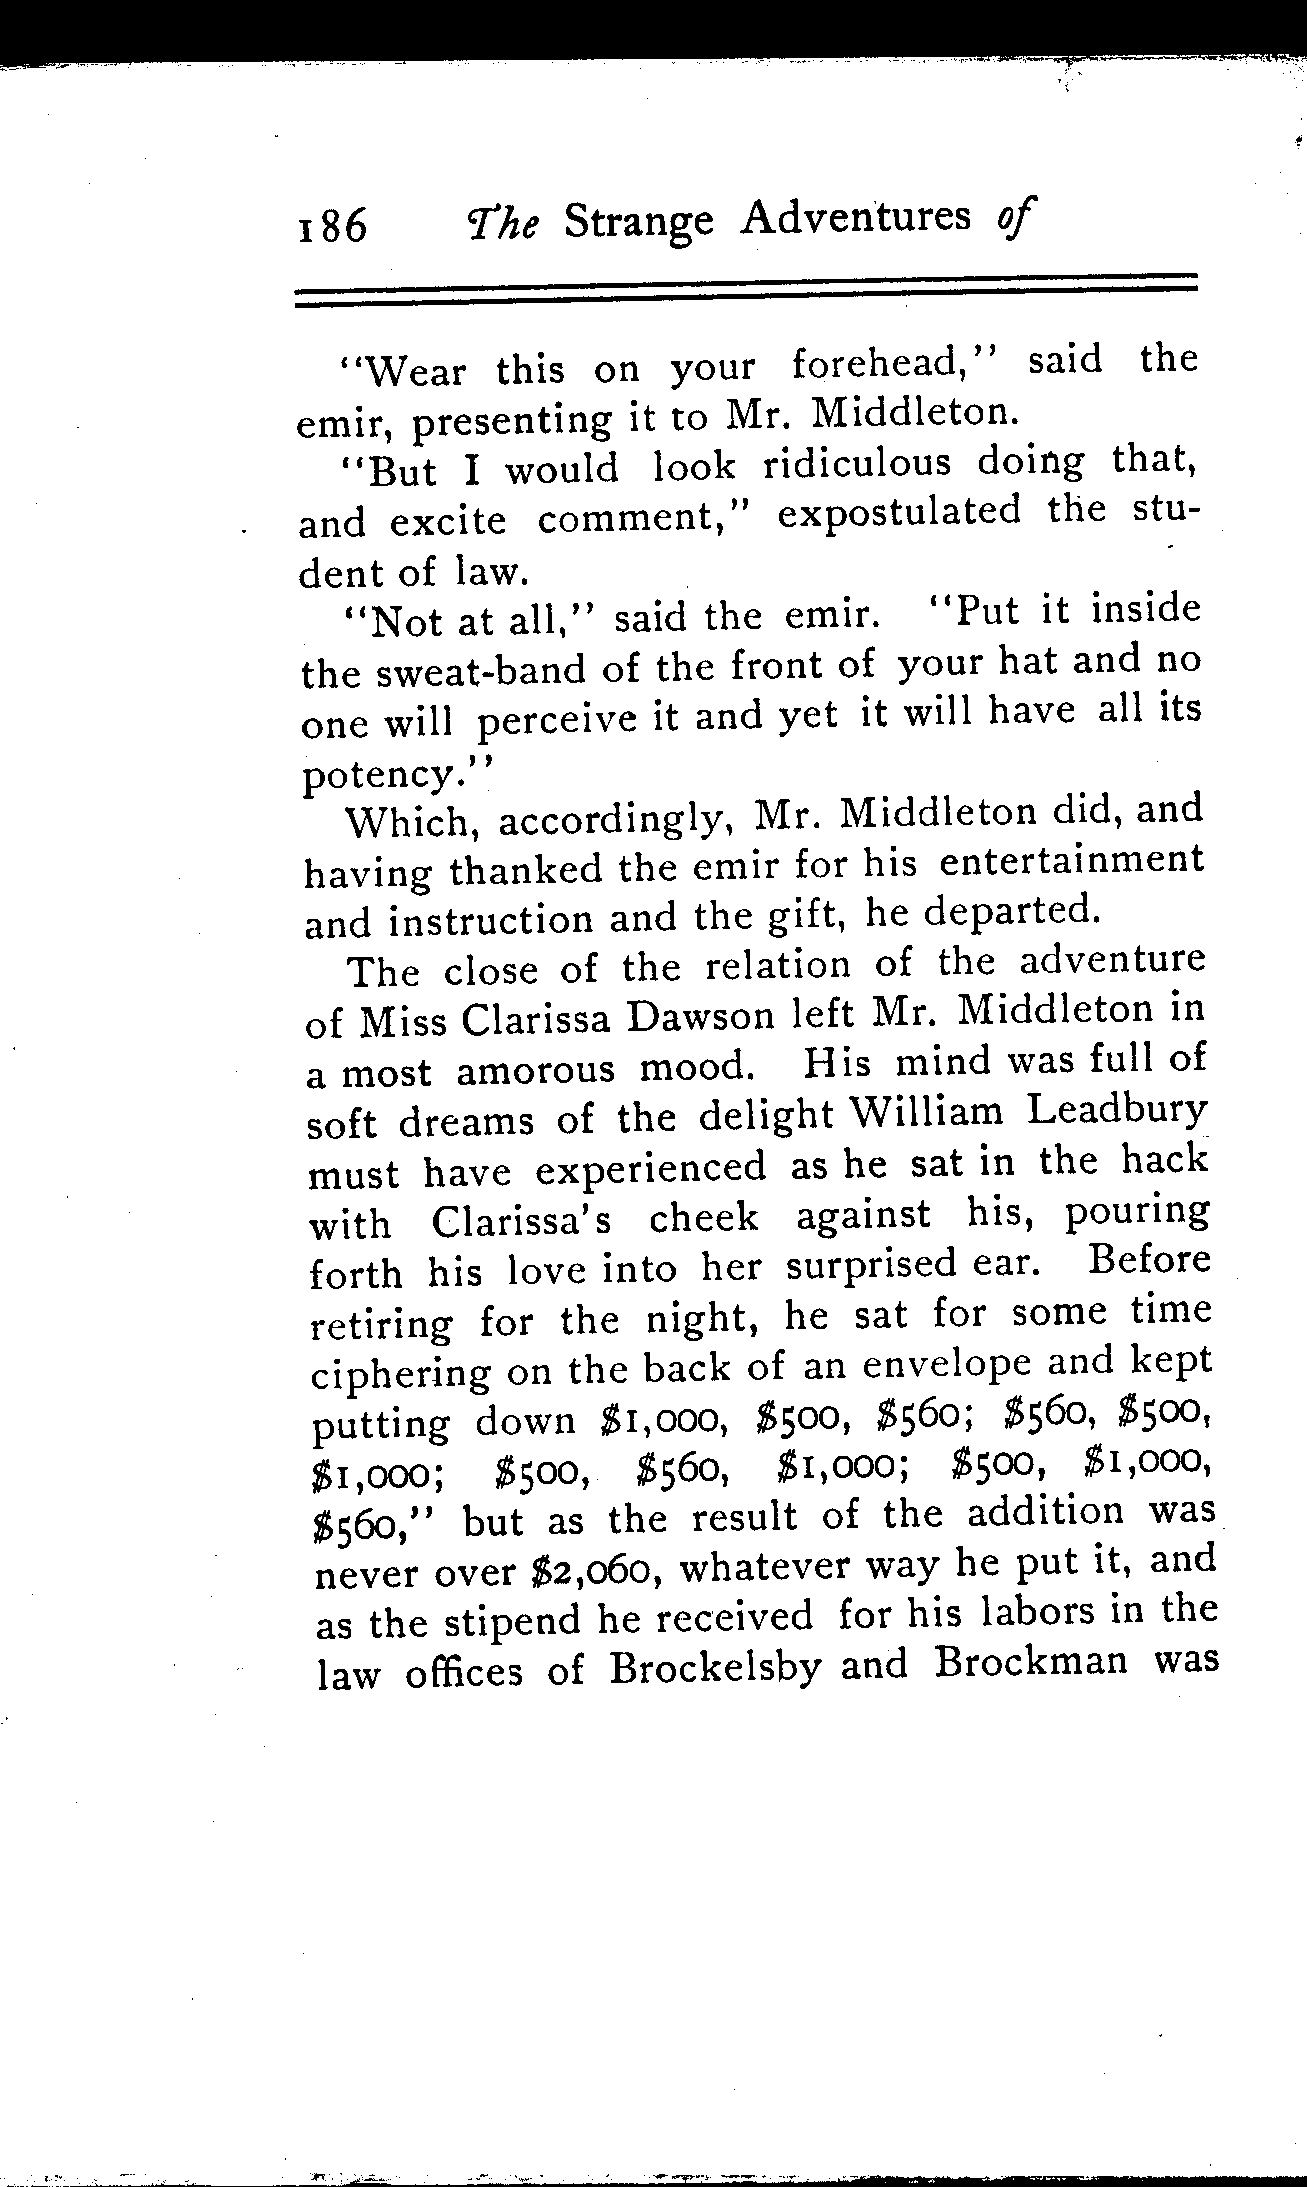 186 The Strange Adventures of
"Wear this on your forehead," said the
emir, presenting it to Mr. Middleton.
"But I would look ridiculous doing that,
and excite comment," expostulated the stu-
dent of law.
"Not at all," said the emir. "Put it inside
the sweat-band of the front of your hat and no
one will perceive it and yet it will have all its
potency."
Which, accordingly, Mr. Middleton did, and
having thanked the emir for his entertainment
and instruction and the gift, he departed.
The close of the relation of the adventure
of Miss Clarissa Dawson left Mr. Middleton in
a most amorous mood. His mind was full of
soft dreams of the delight William Leadbury
must have experienced as he sat in the hack
with Clarissa's cheek against his, pouring
forth his love into her surprised ear. Before
retiring for the night, he sat for some time
ciphering on the back of an envelope and kept
putting down $1,000, $500, $560; $560, $500,
$1,000; $500, $560, $1,000; $500, $1,000,
$560," but as the result of the addition was
never over $2,060, whatever way he put it, and
as the stipend he received for his labors in the
law offices of Brockelsby and Brockman was